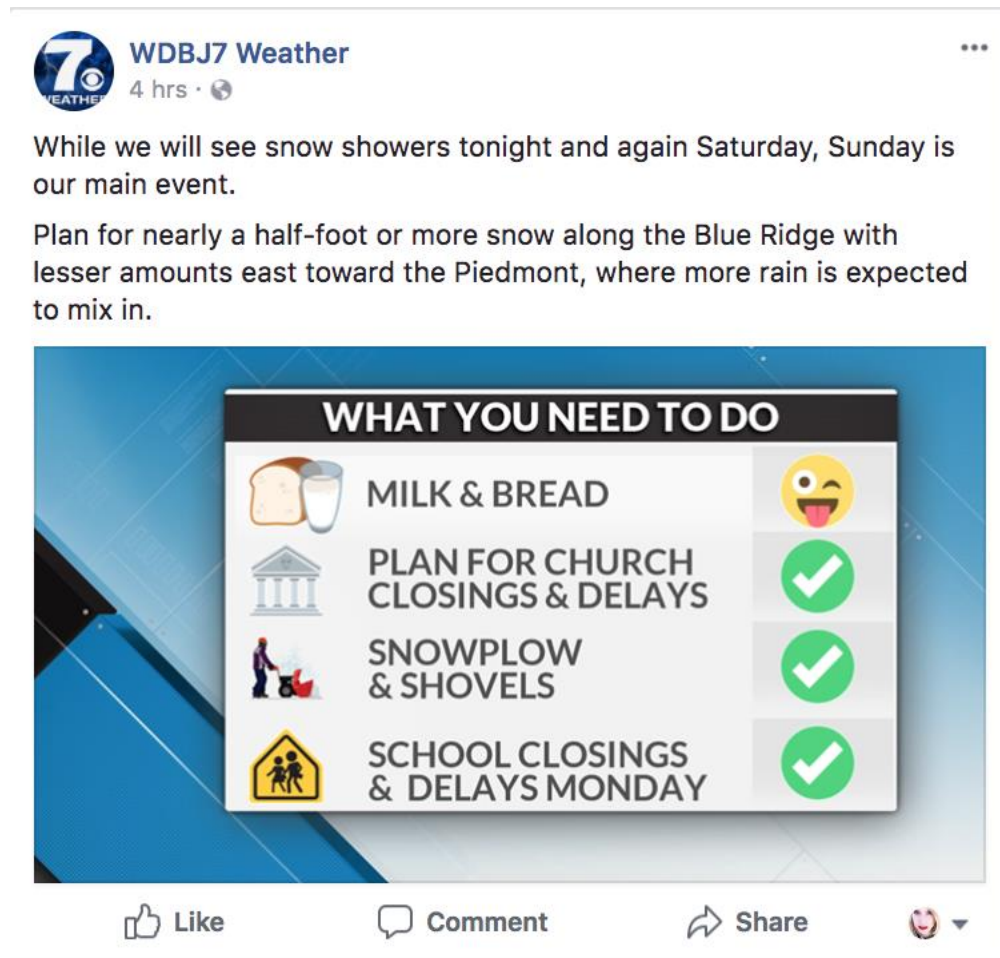 7
WEATHER
WDBJ7 Weather
4 hrs ·
While we will see snow showers tonight and again Saturday, Sunday is
our main event.
Plan for nearly a half-foot or more snow along the Blue Ridge with
lesser amounts east toward the Piedmont, where more rain is expected
to mix in.
WHAT YOU NEED TO DO
MILK & BREAD
PLAN FOR CHURCH
CLOSINGS & DELAYS
SNOWPLOW
& SHOVELS
SCHOOL CLOSINGS
& DELAYS MONDAY
Like
Comment
Share